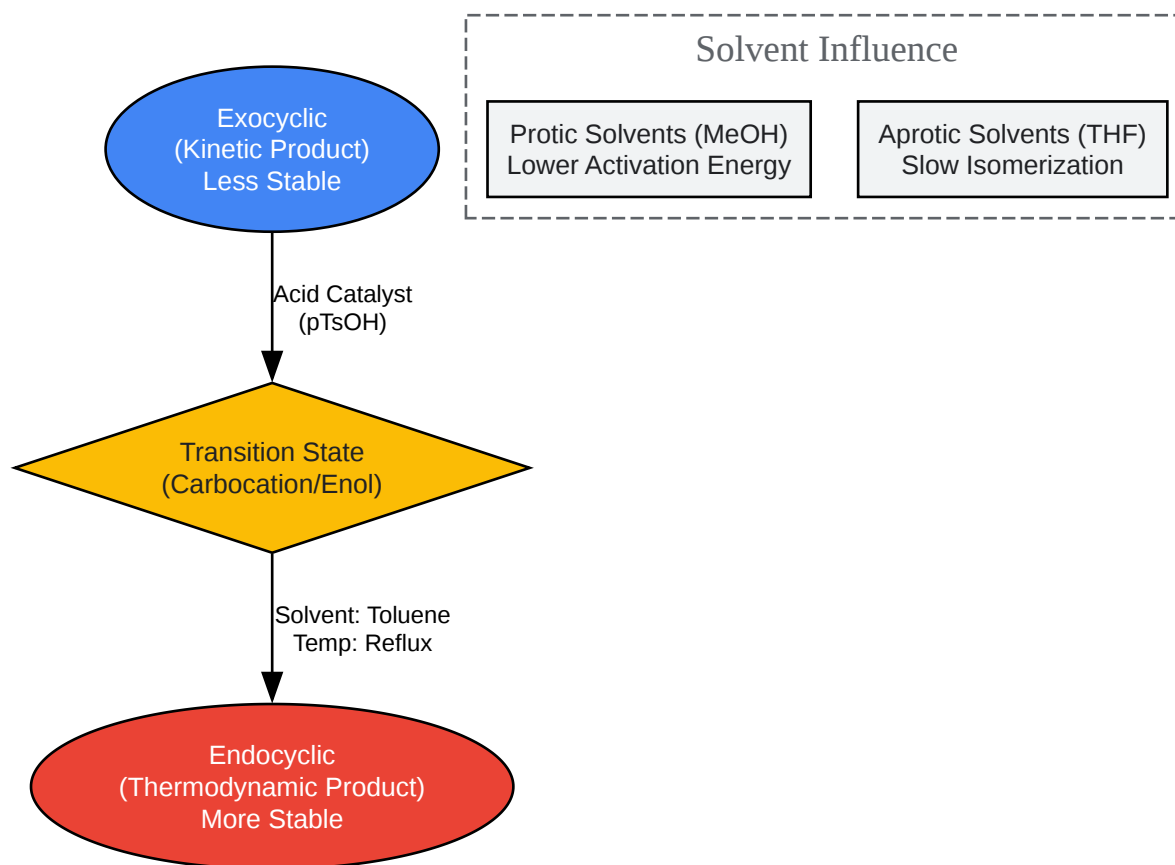 Solvent Influence
Exocyclic
(Kinetic Product)
Less Stable
Protic Solvents (MeOH)
Lower Activation Energy
Aprotic Solvents (THF)
Slow Isomerization
Acid Catalyst
(pTsOH)
Transition State
(Carbocation/Enol)
Solvent: Toluene
Temp: Reflux
Endocyclic
(Thermodynamic Product)
More Stable